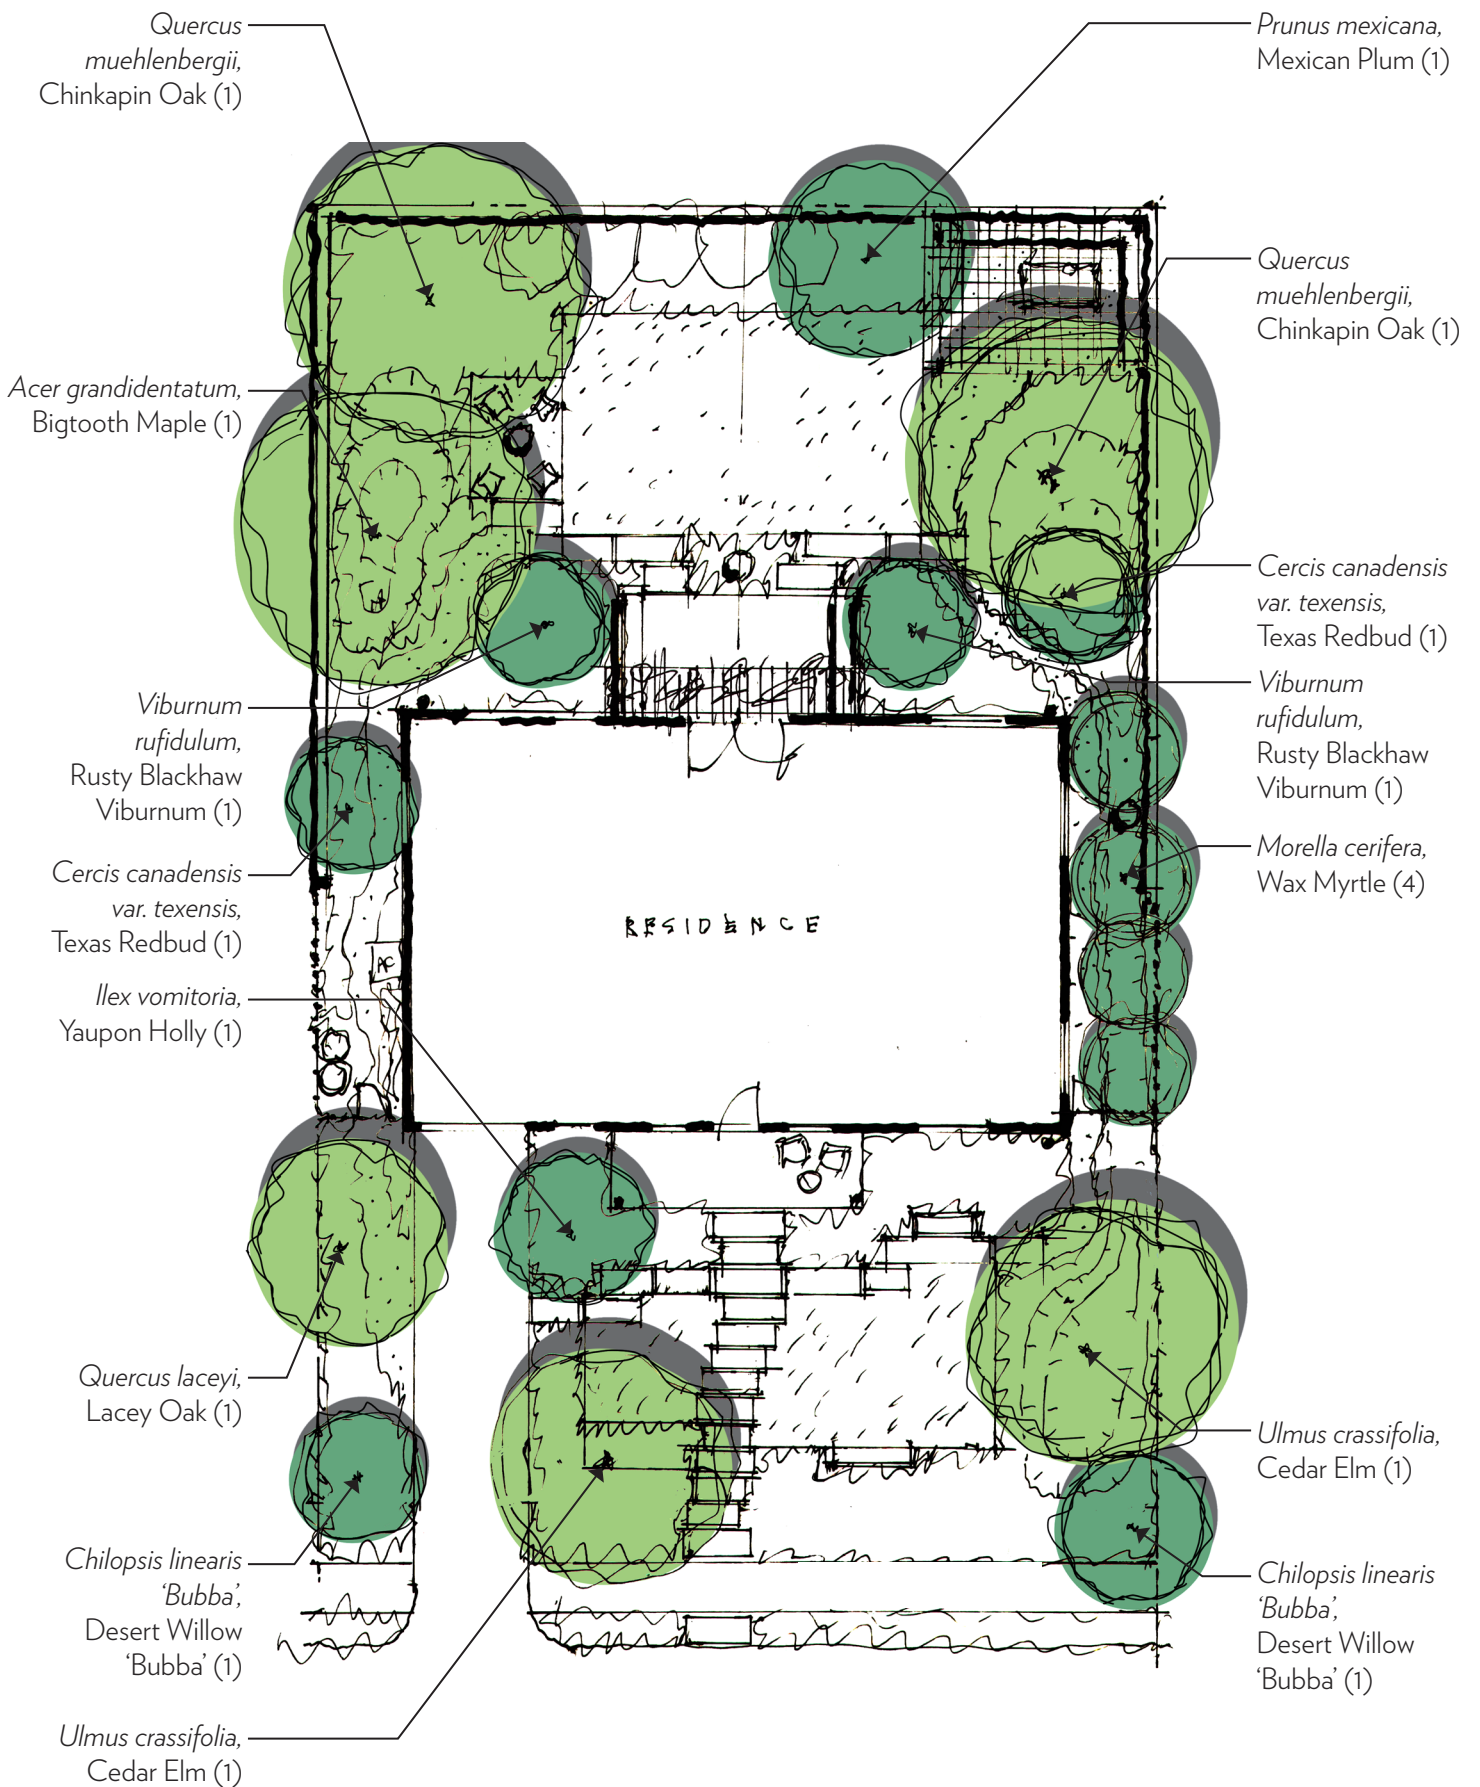 Quercus
muehlenbergii,
Chinkapin Oak (1)
Prunus mexicana,
Mexican Plum (1)
Quercus
muehlenbergii,
Chinkapin Oak (1)
Acer grandidentatum,
Bigtooth Maple (1)
Cercis canadensis
var. texensis,
Texas Redbud (1)
Viburnum
rufidulum,
Rusty Blackhaw
Viburnum (1)
Viburnum
rufidulum,
Rusty Blackhaw
Viburnum (1)
Morella cerifera,
Wax Myrtle (4)
Cercis canadensis
var. texensis,
Texas Redbud (1)
RESIDENCE
AC
Ilex vomitoria,
Yaupon Holly (1)
Quercus laceyi,
Lacey Oak (1)
Ulmus crassifolia,
Cedar Elm (1)
Chilopsis linearis
‘Bubba’,
Desert Willow
‘Bubba’ (1)
Chilopsis linearis
‘Bubba’,
Desert Willow
‘Bubba’ (1)
Ulmus crassifolia,
Cedar Elm (1)